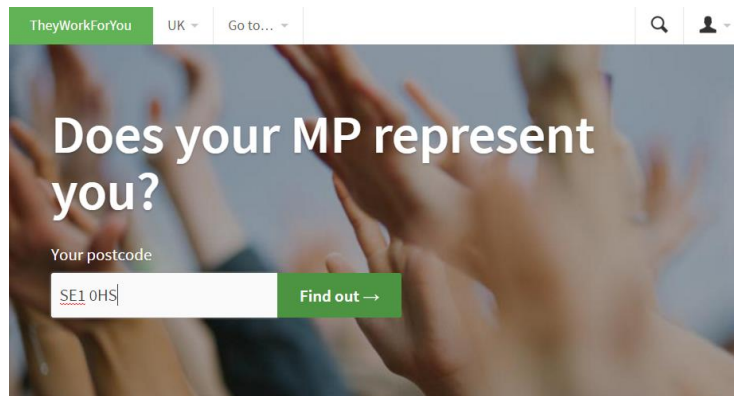 TheyWorkForYou UK Go to...
Does your MP represent
you?
Your postcode
SE1 0HS
Find out →